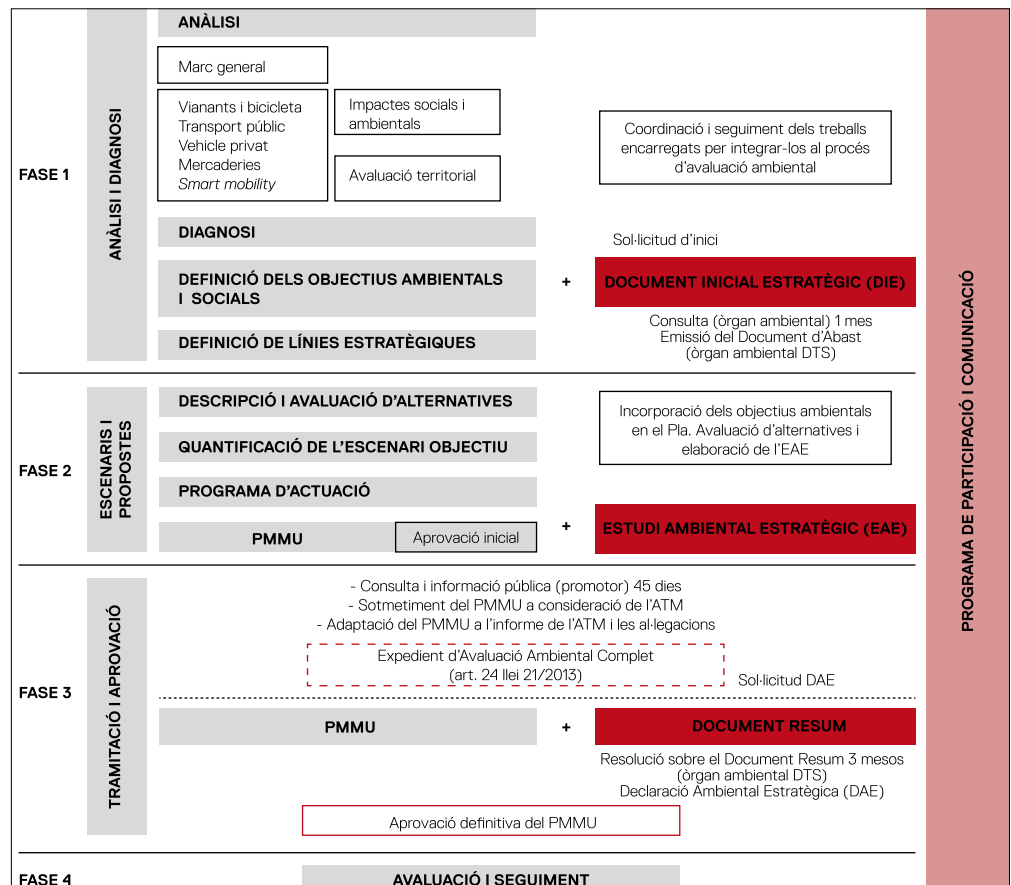 ANÀLISI
Marc general
Vianants i bicicleta
Transport públic
Vehicle privat
Mercaderies
Smart mobility
Impactes socials i
ambientals
Avaluació territorial
Coordinació i seguiment dels treballs
encarregats per integrar-los al procés
d'avaluació ambiental
FASE 1
ANÀLISI I DIAGNOSI
DIAGNOSI
Sol·licitud d'inici
DEFINICIÓ DELS OBJECTIUS AMBIENTALS
I SOCIALS
+
DOCUMENT INICIAL ESTRATÈGIC (DIE)
Consulta (òrgan ambiental) 1 mes
Emissió del Document d'Abast
(òrgan ambiental DTS)
DEFINICIÓ DE LÍNIES ESTRATÈGIQUES
FASE 2
ESCENARIS I
PROPOSTES
DESCRIPCIÓ I AVALUACIÓ D'ALTERNATIVES
QUANTIFICACIÓ DE L'ESCENARI OBJECTIU
PROGRAMA D'ACTUACIÓ
Incorporació dels objectius ambientals
en el Pla. Avaluació d'alternatives i
elaboració de l'EAE
PMMU
Aprovació inicial
+
ESTUDI AMBIENTAL ESTRATÈGIC (EAE)
FASE 3
TRAMITACIÓ I APROVACIÓ
- Consulta i informació pública (promotor) 45 dies
- Sotmetiment del PMMU a consideració de l'ATM
- Adaptació del PMMU a l'informe de l'ATM i les al·legacions
Expedient d'Avaluació Ambiental Complet
(art. 24 llei 21/2013)
Sol·licitud DAE
PMMU
+
DOCUMENT RESUM
Resolució sobre el Document Resum 3 mesos
(òrgan ambiental DTS)
Declaració Ambiental Estratègica (DAE)
Aprovació definitiva del PMMU
FASE 4
AVALUACIÓ I SEGUIMENT
PROGRAMA DE PARTICIPACIÓ I COMUNICACIÓ